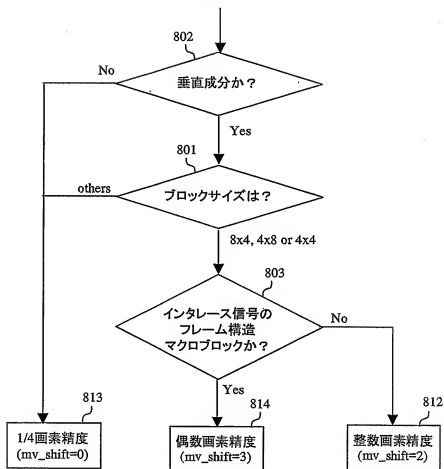 802
垂直成分か？
No
Yes
801
ブロックサイズは？
others
8x4, 4x8 or 4x4
803
インタレース信号の
フレーム構造
マクロブロックか？
No
Yes
813
1/4画素精度
(mv_shift=0)
814
偶数画素精度
(mv_shift=3)
812
整数画素精度
(mv_shift=2)